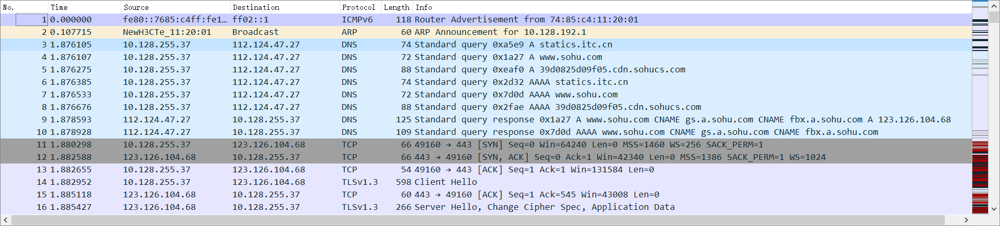 No. Time Source Destination Protocol Length Info
1 0.000000 fe80::7685:c4ff:fe1… ff02::1 ICMPv6 118 Router Advertisement from 74:85:c4:11:20:01
2 0.107715 NewH3CTe_11:20:01 Broadcast ARP 60 ARP Announcement for 10.128.192.1
3 1.876105 10.128.255.37 112.124.47.27 DNS 74 Standard query 0xa5e9 A statics.itc.cn
4 1.876107 10.128.255.37 112.124.47.27 DNS 72 Standard query 0x1a27 A www.sohu.com
5 1.876275 10.128.255.37 112.124.47.27 DNS 88 Standard query 0xeaf0 A 39d0825d09f05.cdn.sohucs.com
6 1.876385 10.128.255.37 112.124.47.27 DNS 74 Standard query 0x2d32 AAAA statics.itc.cn
7 1.876533 10.128.255.37 112.124.47.27 DNS 72 Standard query 0x7d0d AAAA www.sohu.com
8 1.876676 10.128.255.37 112.124.47.27 DNS 88 Standard query 0x2fae AAAA 39d0825d09f05.cdn.sohucs.com
9 1.878593 112.124.47.27 10.128.255.37 DNS 125 Standard query response 0x1a27 A www.sohu.com CNAME gs.a.sohu.com CNAME fbx.a.sohu.com A 123.126.104.68
10 1.878928 112.124.47.27 10.128.255.37 DNS 109 Standard query response 0x7d0d AAAA www.sohu.com CNAME gs.a.sohu.com CNAME fbx.a.sohu.com
11 1.880298 10.128.255.37 123.126.104.68 TCP 66 49160 → 443 [SYN] Seq=0 Win=64240 Len=0 MSS=1460 WS=256 SACK_PERM=1
12 1.882588 123.126.104.68 10.128.255.37 TCP 66 443 → 49160 [SYN, ACK] Seq=0 Ack=1 Win=42340 Len=0 MSS=1386 SACK_PERM=1 WS=1024
13 1.882655 10.128.255.37 123.126.104.68 TCP 54 49160 → 443 [ACK] Seq=1 Ack=1 Win=131584 Len=0
14 1.882952 10.128.255.37 123.126.104.68 TLSv1.3 598 Client Hello
15 1.885118 123.126.104.68 10.128.255.37 TCP 60 443 → 49160 [ACK] Seq=1 Ack=545 Win=43008 Len=0
16 1.885427 123.126.104.68 10.128.255.37 TLSv1.3 266 Server Hello, Change Cipher Spec, Application Data